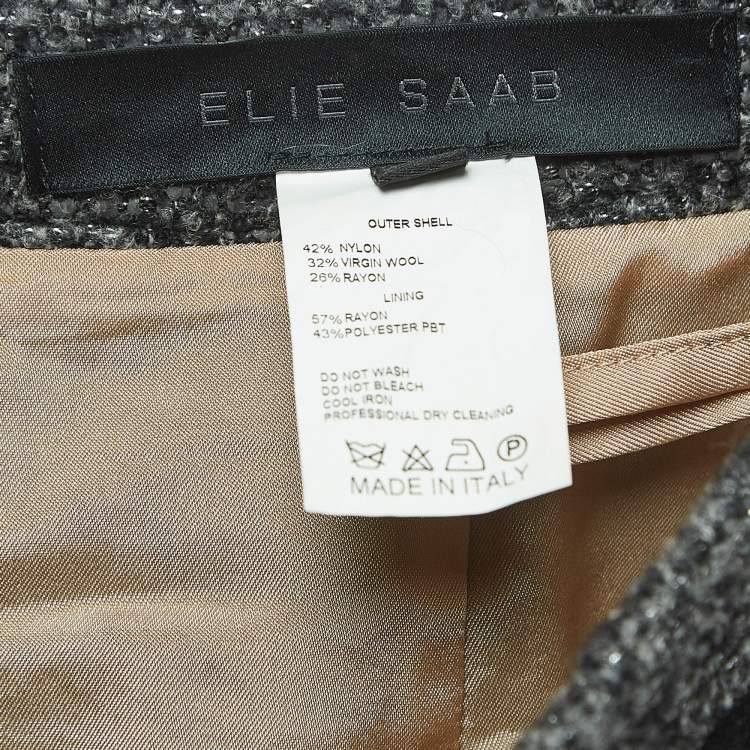 ELIE SAAB
OUTER SHELL
42% NYLON
32% VIRGIN WOOL
26% RAYON
LINING
57% RAYON
43% POLYESTER PBT
DO NOT WASH
DO NOT BLEACH
COOL IRON
PROFESSIONAL DRY CLEANING
P
MADE IN ITALY